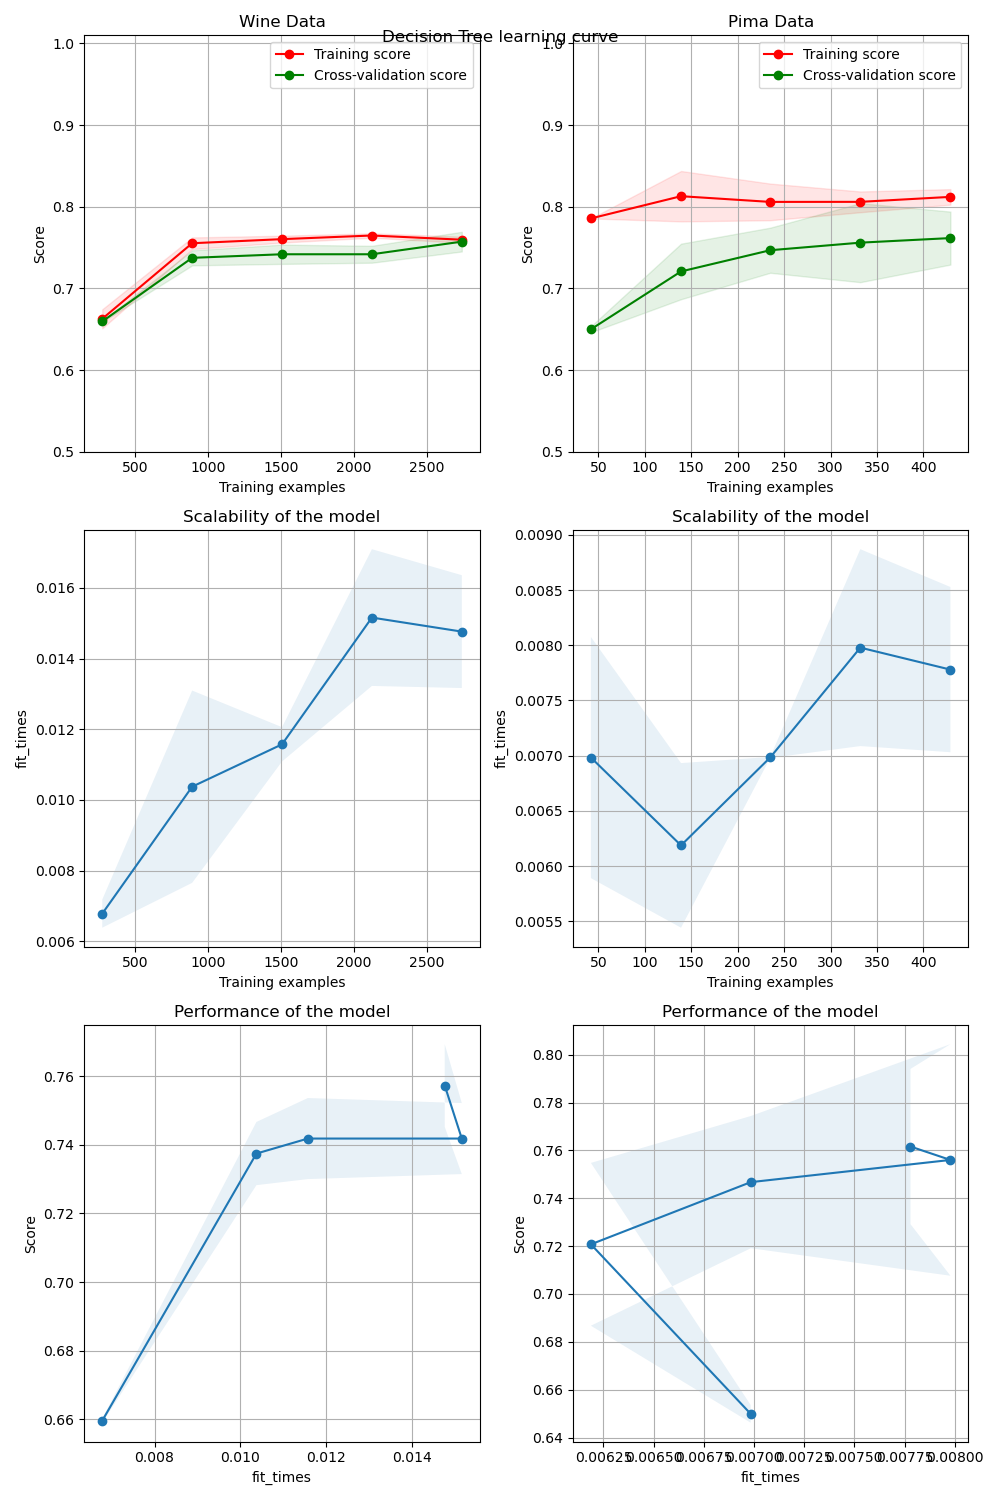 Decision Tree learning curve
Wine Data
1.0
0.9
0.8
0.7
0.6
0.5
Score
Training score
Cross-validation score
500 1000 1500 2000 2500
Training examples
Pima Data
1.0
0.9
0.8
0.7
0.6
0.5
Score
Training score
Cross-validation score
50 100 150 200 250 300 350 400
Training examples
Scalability of the model
0.016
0.014
0.012
0.010
0.008
0.006
fit_times
500 1000 1500 2000 2500
Training examples
Scalability of the model
0.0090
0.0085
0.0080
0.0075
0.0070
0.0065
0.0060
0.0055
fit_times
50 100 150 200 250 300 350 400
Training examples
Performance of the model
0.76
0.74
0.72
0.70
0.68
0.66
Score
0.008 0.010 0.012 0.014
fit_times
Performance of the model
0.80
0.78
0.76
0.74
0.72
0.70
0.68
0.66
0.64
Score
0.00625 0.00650 0.00675 0.00700 0.00725 0.00750 0.00775 0.00800
fit_times